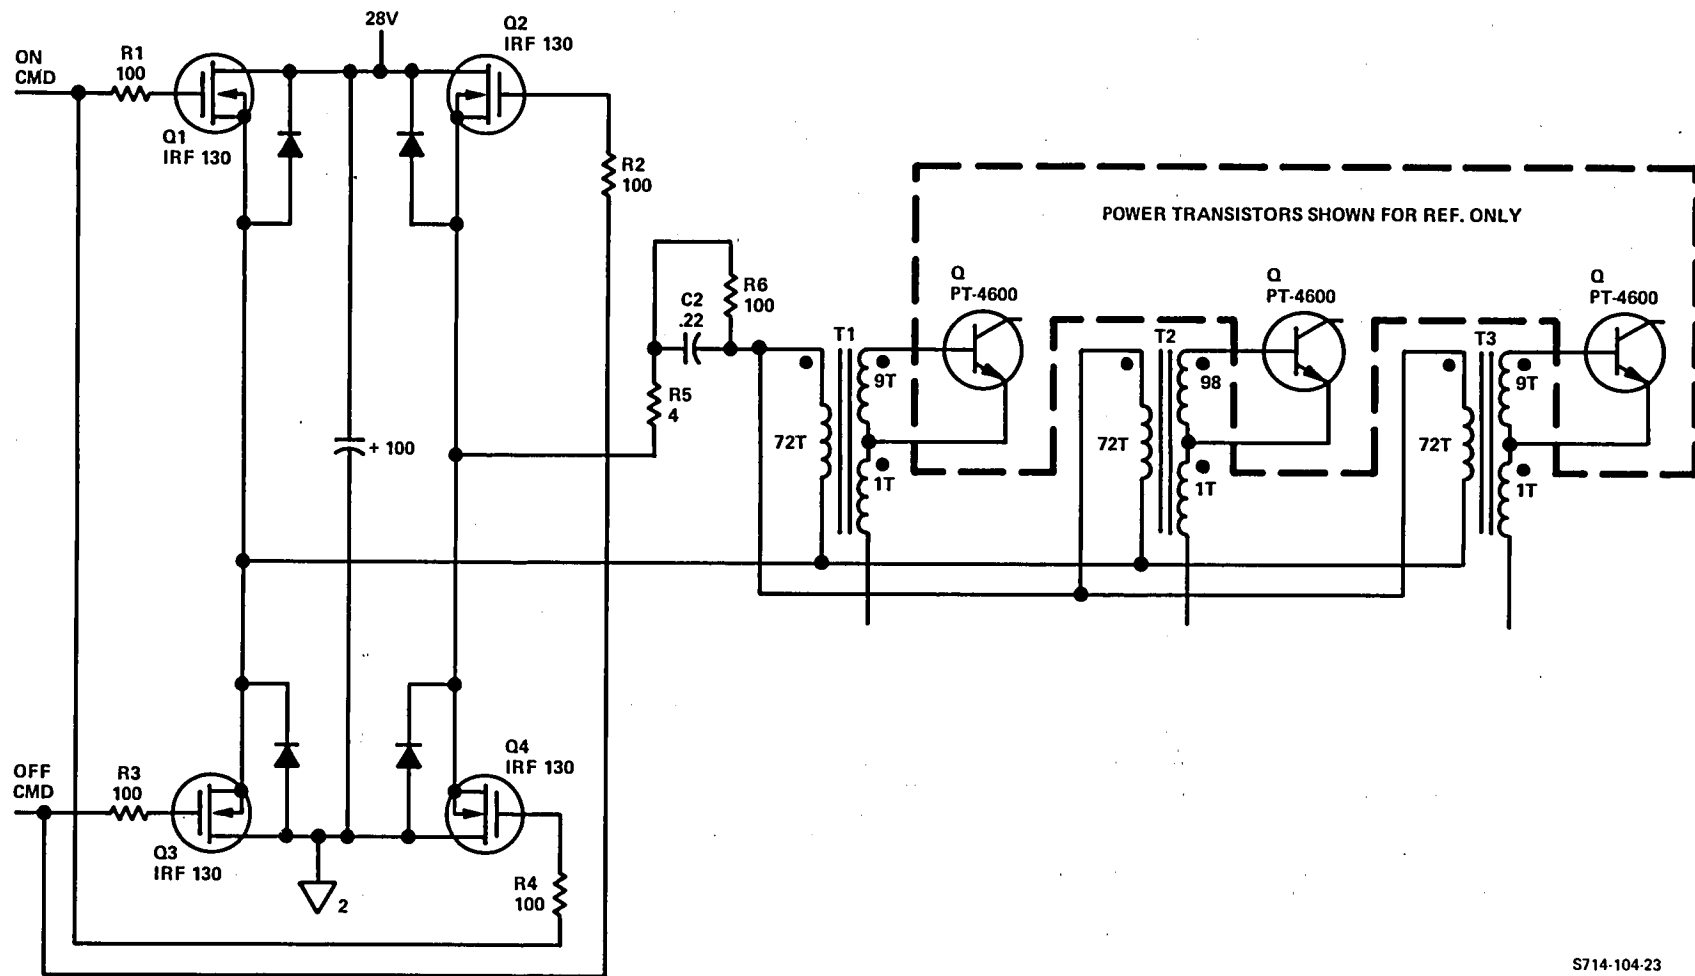 28V
Q2
IRF 130
ON
CMD
R1
100
Q1
IRF 130
R2
100
POWER TRANSISTORS SHOWN FOR REF. ONLY
Q
PT-4600
Q
PT-4600
Q
PT-4600
C2
.22
R6
100
R5
4
T1
9T
72T
1T
T2
98
72T
1T
T3
9T
72T
1T
+ 100
OFF
CMD
R3
100
Q3
IRF 130
Q4
IRF 130
R4
100
2
S714-104-23